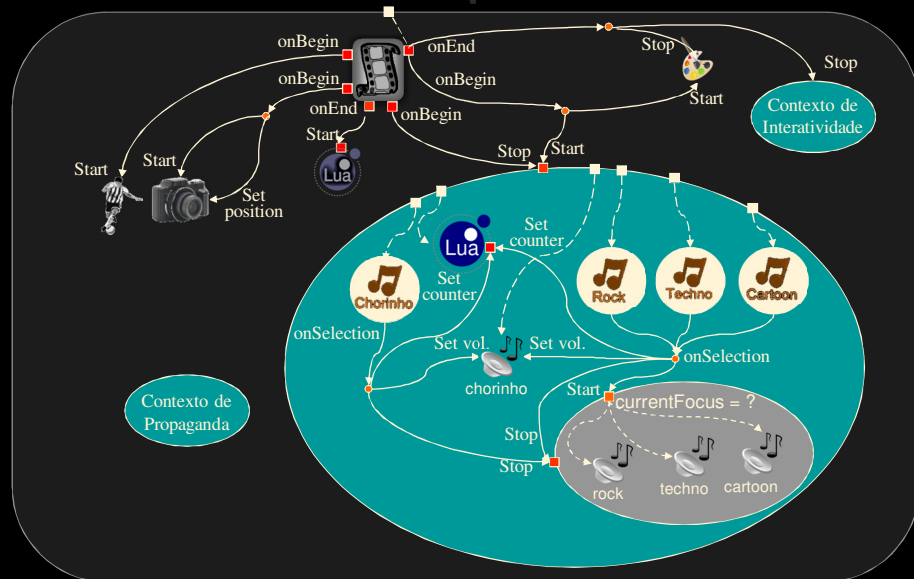 onBegin
onEnd
Stop
onBegin
onBegin
Stop
onEnd
onBegin
Start
Contexto de
Interatividade
Start
Start
Start
Stop
Start
Lua
Set
position
Set
counter
Lua
Set
counter
Chorinho
Rock
Techno
Cartoon
onSelection
Set vol.
Set vol.
onSelection
chorinho
Start
currentFocus = ?
Contexto de
Propaganda
Stop
Stop
rock
techno
cartoon